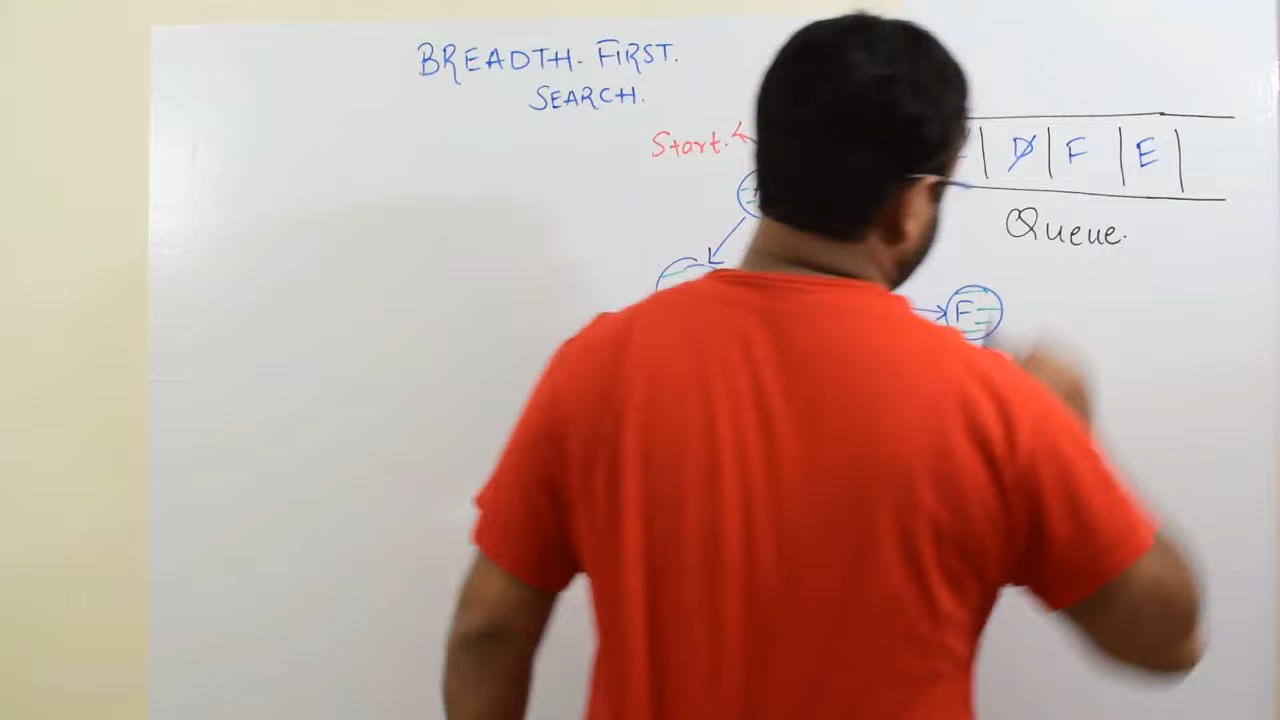 BREADTH-FIRST.
SEARCH.
Start.
D F E
Queue.
F